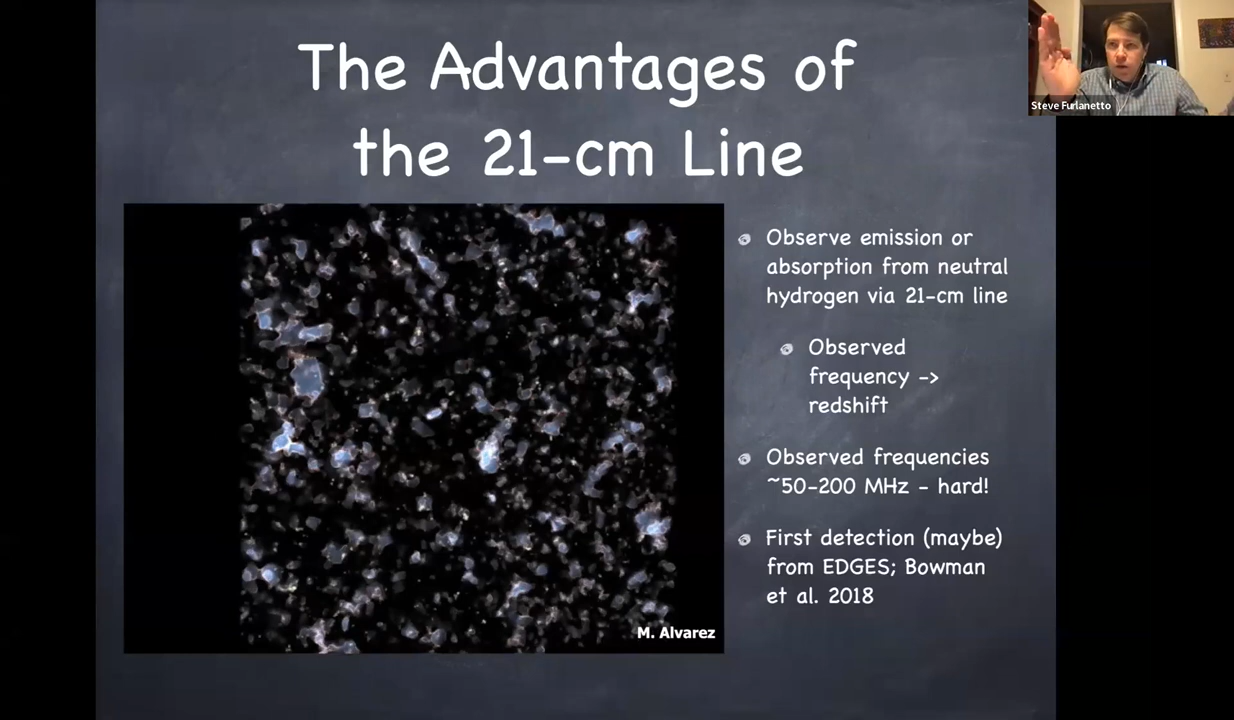 The Advantages of
the 21-cm Line
Steve Furlanetto
Observe emission or
absorption from neutral
hydrogen via 21-cm line
Observed
frequency ->
redshift
Observed frequencies
~50-200 MHz - hard!
First detection (maybe)
from EDGES; Bowman
et al. 2018
M. Alvarez